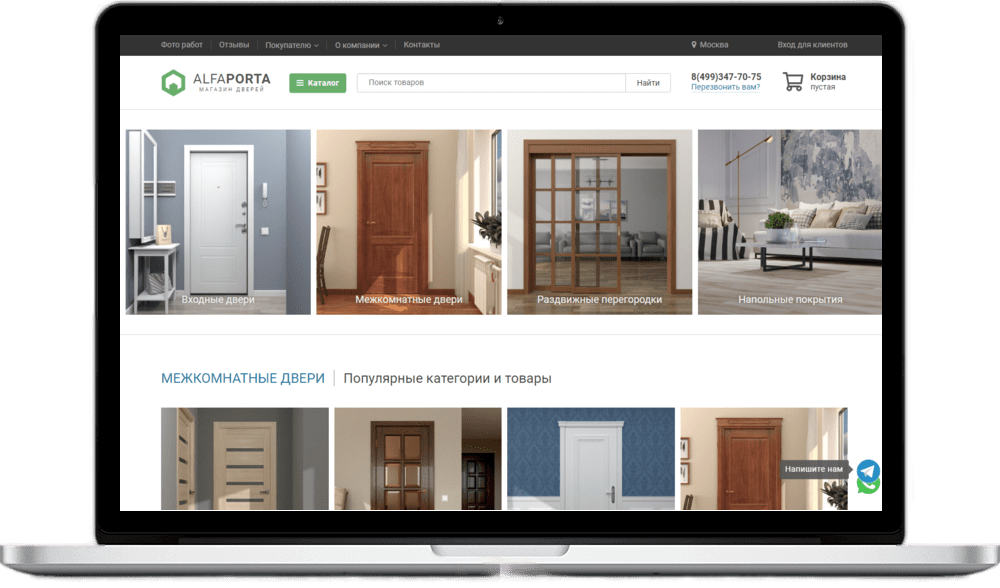 Фото работ Отзывы Покупателю О компании Контакты Москва Вход для клиентов
ALFAPORTA
МАГАЗИН ДВЕРЕЙ
Каталог
Поиск товаров
Найти
8(499)347-70-75
Перезвонить вам?
Корзина
пустая
Входные двери
Межкомнатные двери
Раздвижные перегородки
Напольные покрытия
МЕЖКОМНАТНЫЕ ДВЕРИ Популярные категории и товары
Напишите нам